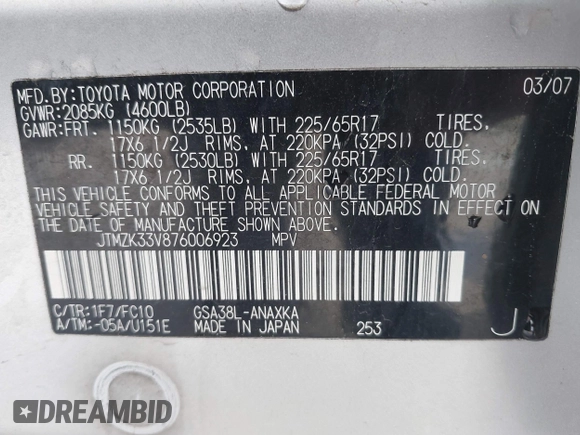 MFD.BY:TOYOTA MOTOR CORPORATION 03/07
GVWR:2085KG (4600LB)
GAWR:FRT. 1150KG (2535LB) WITH 225/65R17 TIRES,
17X6 1/2J RIMS, AT 220KPA (32PSI) COLD.
RR. 1150KG (2530LB) WITH 225/65R17 TIRES,
17X6 1/2J RIMS, AT 220KPA (32PSI) COLD.
THIS VEHICLE CONFORMS TO ALL APPLICABLE FEDERAL MOTOR
VEHICLE SAFETY AND THEFT PREVENTION STANDARDS IN EFFECT ON
THE DATE OF MANUFACTURE SHOWN ABOVE.
JTMZK33V876006923 MPV
C/TR:1F7/FC10 GSA38L-ANAXKA
A/TM:-05A/U151E MADE IN JAPAN 253
DREAMBID